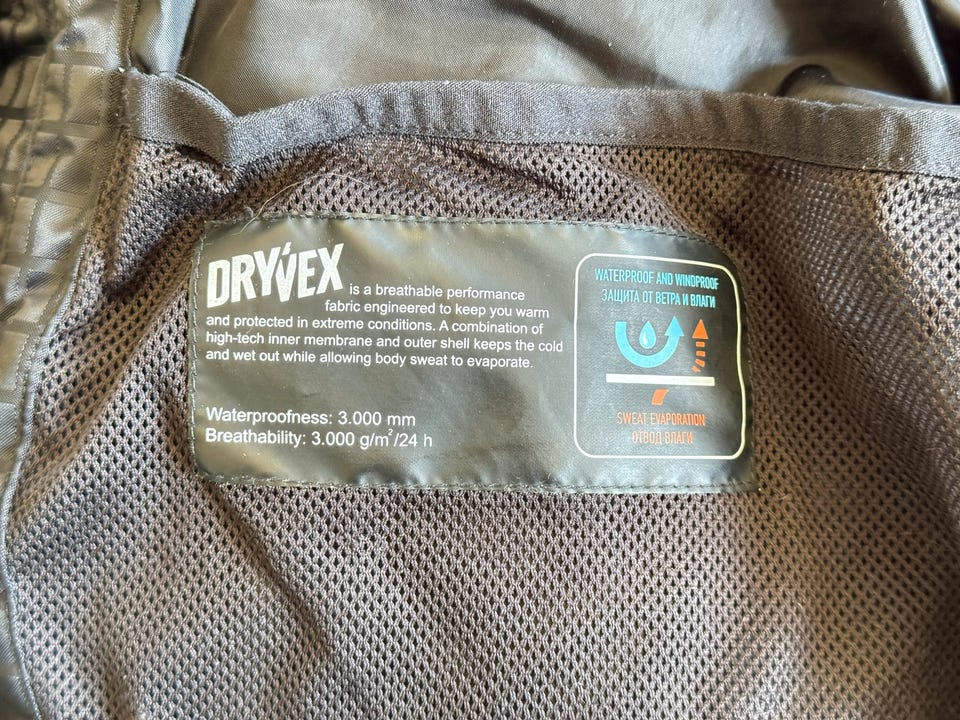 DRYVEX is a breathable performance
fabric engineered to keep you warm
and protected in extreme conditions. A combination of
high-tech inner membrane and outer shell keeps the cold
and wet out while allowing body sweat to evaporate.
Waterproofness: 3.000 mm
Breathability: 3.000 g/m²/24 h
WATERPROOF AND WINDPROOF
ЗАЩИТА ОТ ВЕТРА И ВЛАГИ
SWEAT EVAPORATION
ОТВОД ВЛАГИ